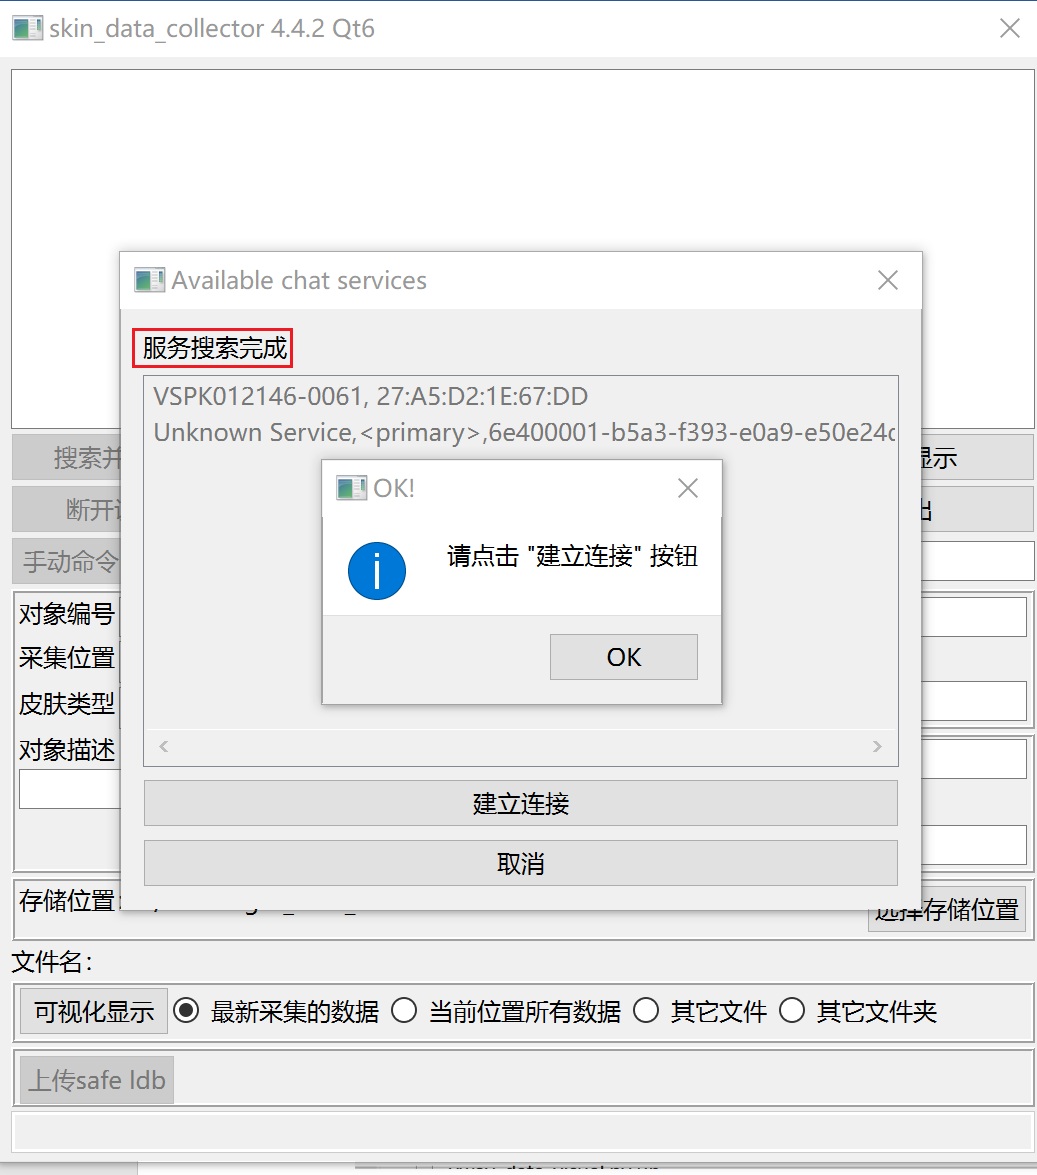 skin_data_collector 4.4.2 Qt6
Available chat services
服务搜索完成
VSPK012146-0061, 27:A5:D2:1E:67:DD
Unknown Service,<primary>,6e400001-b5a3-f393-e0a9-e50e24
OK!
请点击 "建立连接" 按钮
OK
建立连接
取消
搜索并
显示
断开
出
手动命令
对象编号
采集位置
皮肤类型
对象描述
存储位置
选择存储位置
文件名:
可视化显示 最新采集的数据 当前位置所有数据 其它文件 其它文件夹
上传safe ldb